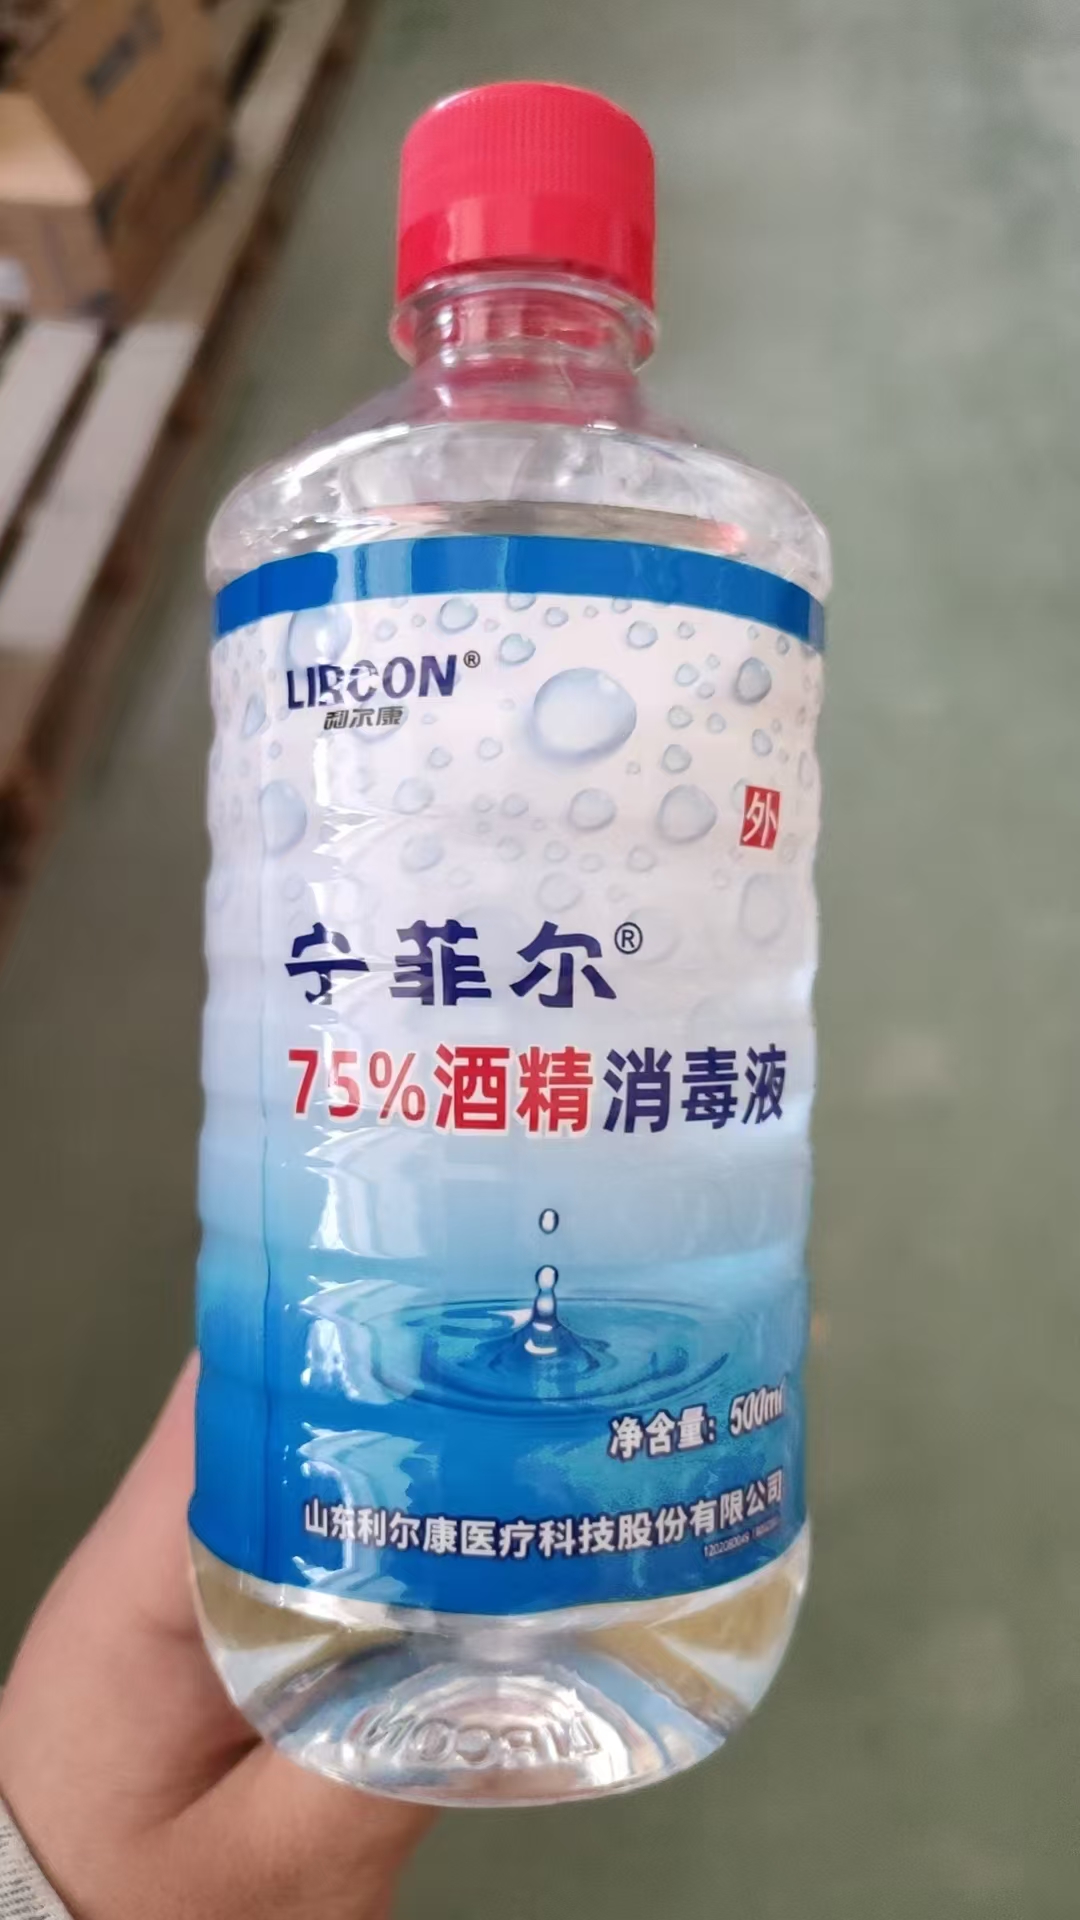 LIRCON®
利尔康
外
宁菲尔®
75%酒精消毒液
净含量：500ml
山东利尔康医疗科技股份有限公司
LIRCON